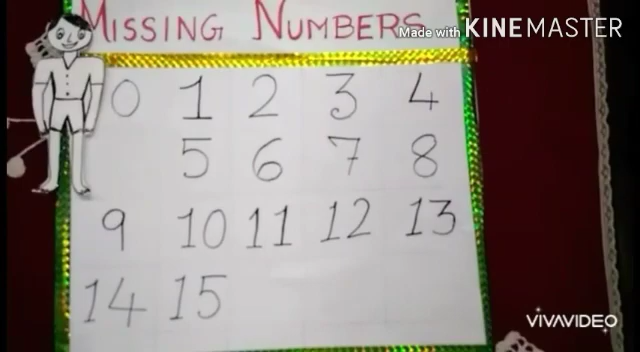 MISSING NUMBERS
Made with KINEMASTER
0 1 2 3 4
5 6 7 8
9 10 11 12 13
14 15
VIVAVIDEO